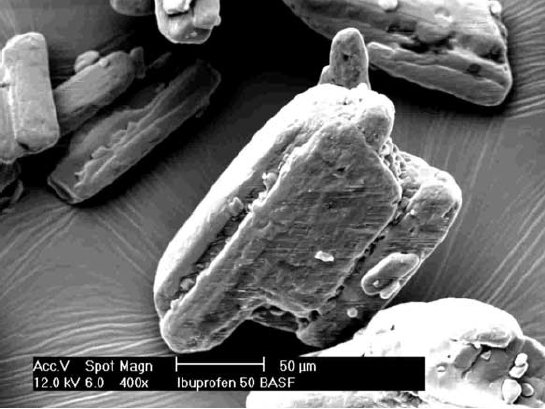 Acc.V Spot Magn 50 µm
12.0 kV 6.0 400x Ibuprofen 50 BASF